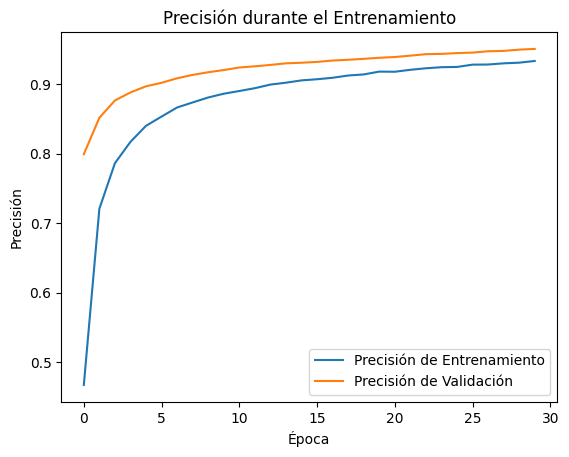 Precisión durante el Entrenamiento
Precisión
0.9
0.8
0.7
0.6
0.5
Precisión de Entrenamiento
Precisión de Validación
0 5 10 15 20 25 30
Época